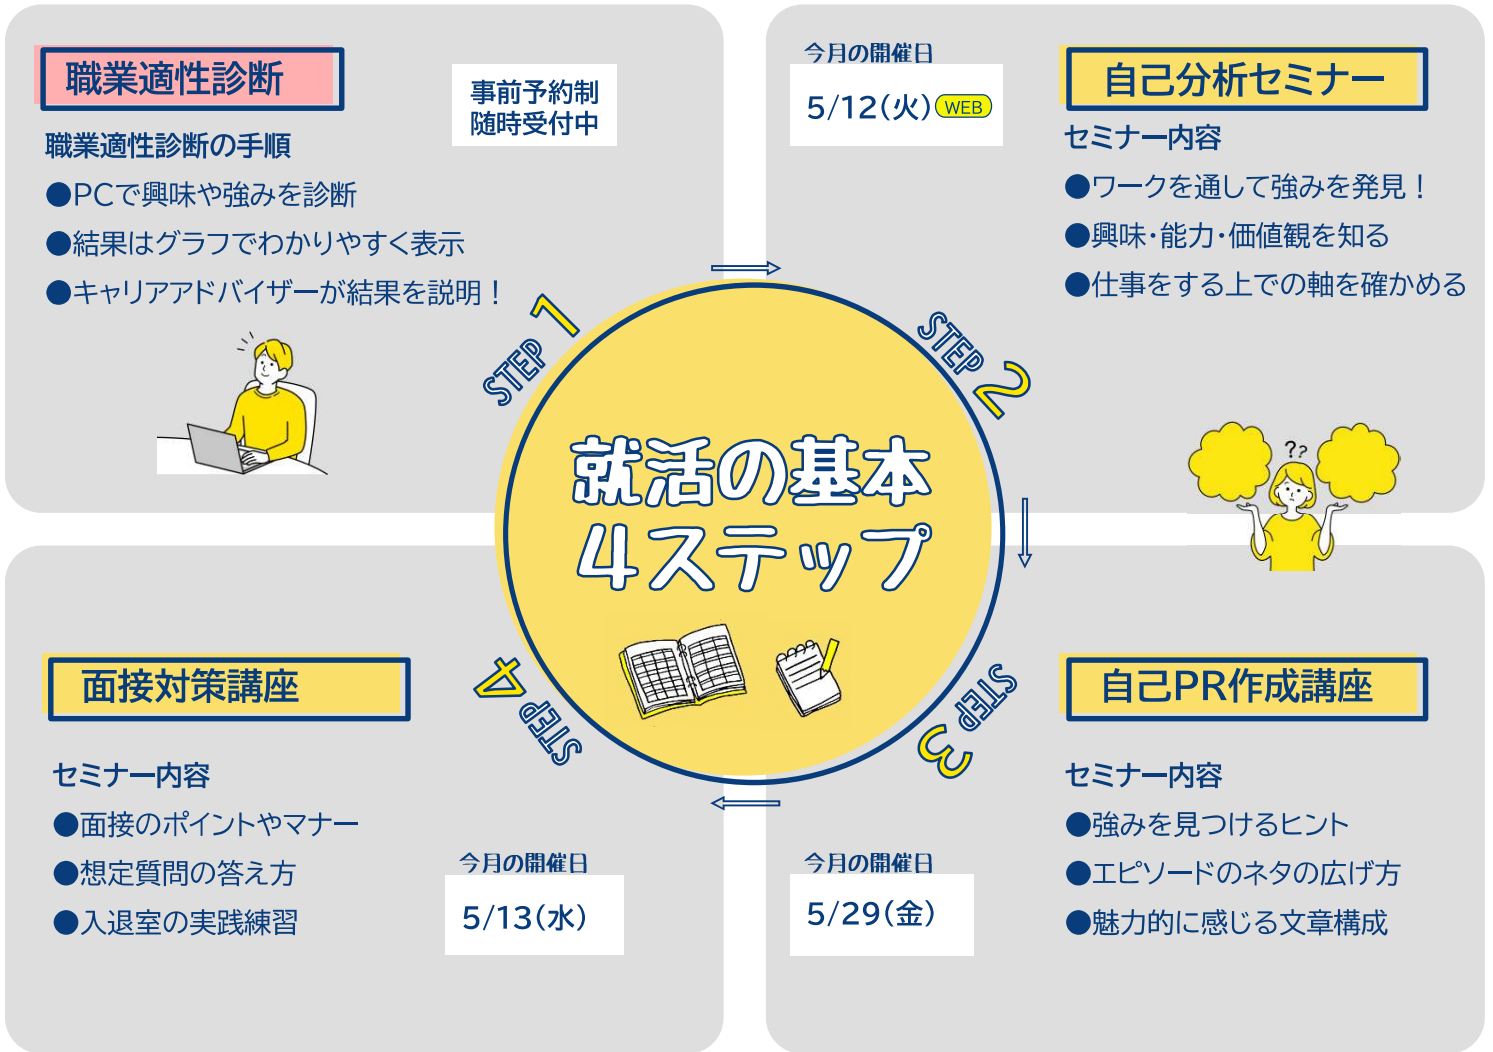 職業適性診断
事前予約制
随時受付中
職業適性診断の手順
●PCで興味や強みを診断
●結果はグラフでわかりやすく表示
●キャリアアドバイザーが結果を説明！
STEP 1
今月の開催日
5/12(火) WEB
自己分析セミナー
セミナー内容
●ワークを通して強みを発見！
●興味・能力・価値観を知る
●仕事をする上での軸を確かめる
STEP 2
??
就活の基本
4ステップ
STEP 3
自己PR作成講座
セミナー内容
●強みを見つけるヒント
●エピソードのネタの広げ方
●魅力的に感じる文章構成
今月の開催日
5/29(金)
STEP 4
面接対策講座
セミナー内容
●面接のポイントやマナー
●想定質問の答え方
●入退室の実践練習
今月の開催日
5/13(水)